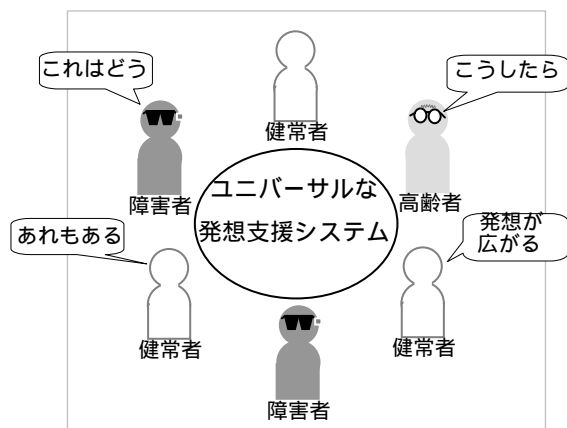 これはどう
こうしたら
健常者
障害者
高齢者
ユニバーサルな
発想支援システム
あれもある
発想が
広がる
健常者
健常者
障害者